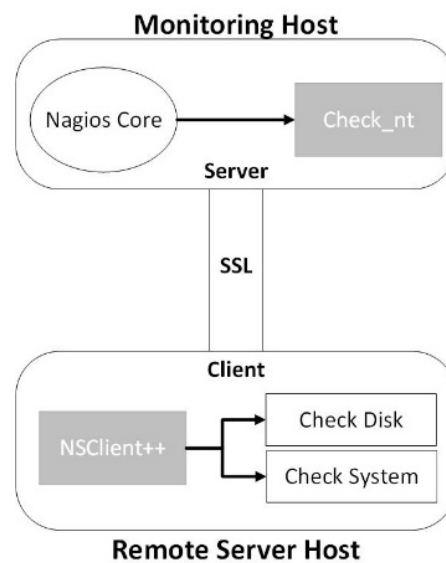 Monitoring Host
Nagios Core
Check_nt
Server
SSL
Client
NSClient++
Check Disk
Check System
Remote Server Host